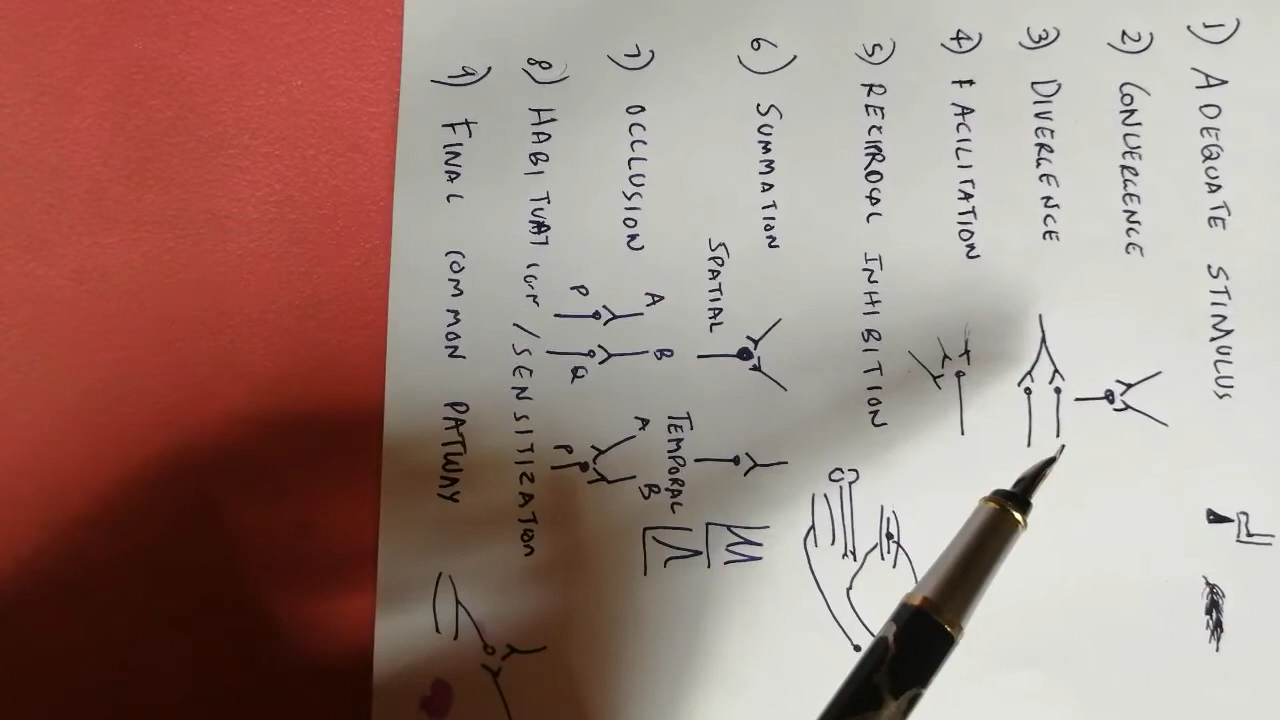 1) ADEQUATE STIMULUS
2) CONVERGENCE
3) DIVERGENCE
4) FACILITATION
5) RECIPROCAL INHIBITION
6) SUMMATION
SPATIAL
TEMPORAL
7) OCCLUSION
A B A B
P Q P
8) HABITUATION / SENSITIZATION
9) FINAL COMMON PATWAY